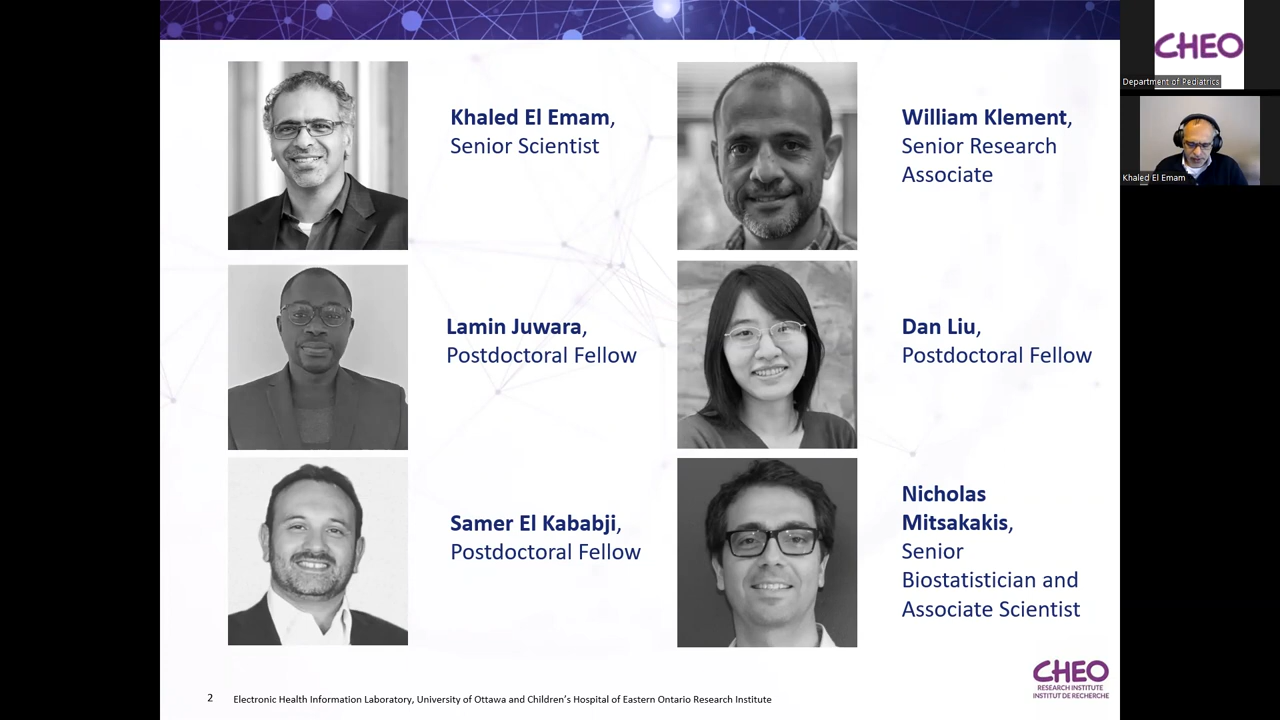 Khaled El Emam,
Senior Scientist
William Klement,
Senior Research
Associate
Lamin Juwara,
Postdoctoral Fellow
Dan Liu,
Postdoctoral Fellow
Samer El Kababji,
Postdoctoral Fellow
Nicholas
Mitsakakis,
Senior
Biostatistician and
Associate Scientist
2 Electronic Health Information Laboratory, University of Ottawa and Children's Hospital of Eastern Ontario Research Institute
CHEO
RESEARCH INSTITUTE
INSTITUT DE RECHERCHE
CHEO
Department of Pediatrics
Khaled El Emam